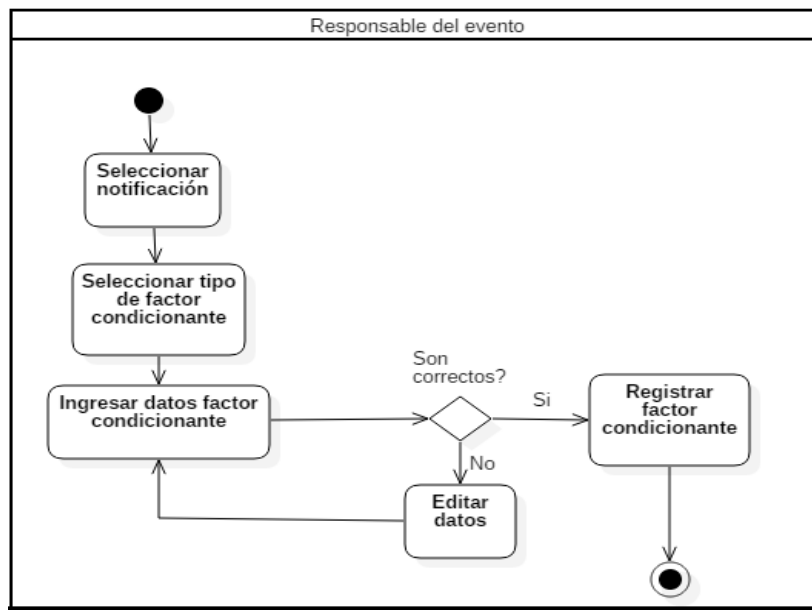 Responsable del evento
Seleccionar
notificación
Seleccionar tipo
de factor
condicionante
Ingresar datos factor
condicionante
Son
correctos?
Si
Registrar
factor
condicionante
No
Editar
datos